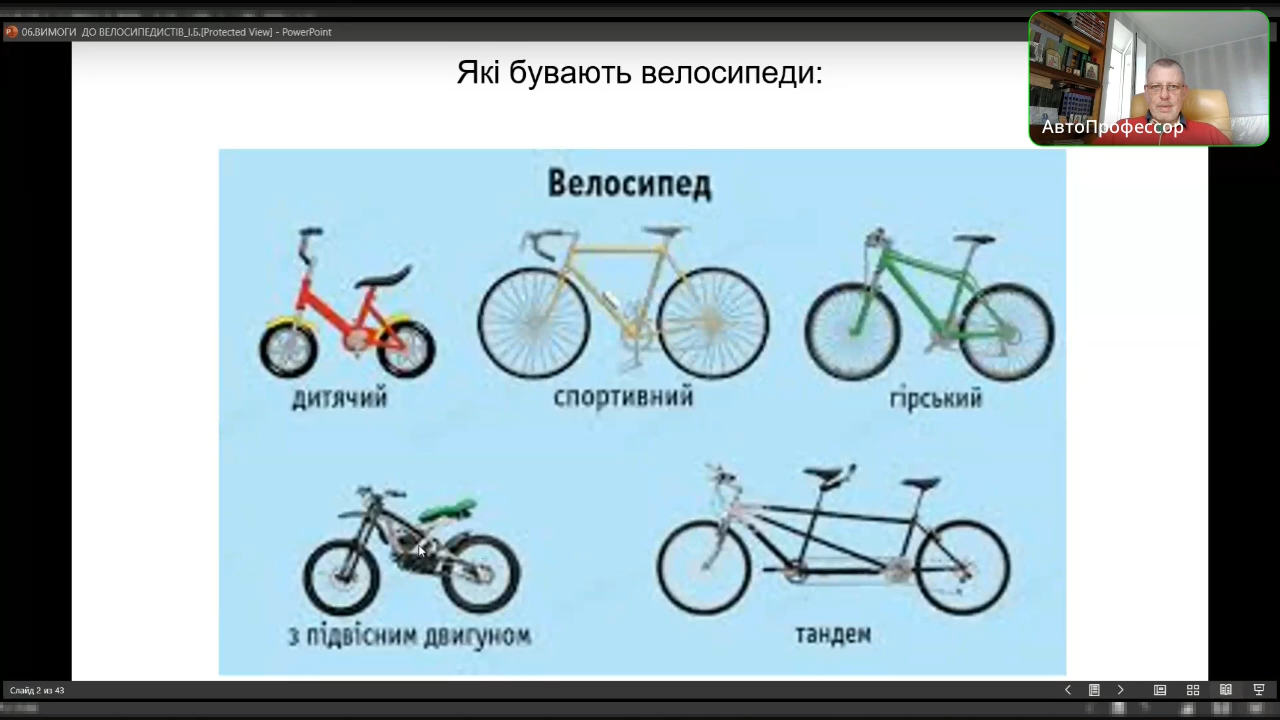 06.ВИМОГИ ДО ВЕЛОСИПЕДИСТІВ_І.Б.[Protected View] - PowerPoint
Які бувають велосипеди:
АвтоПрофессор
Велосипед
дитячий спортивний гірський
з підвісним двигуном тандем
Слайд 2 из 43